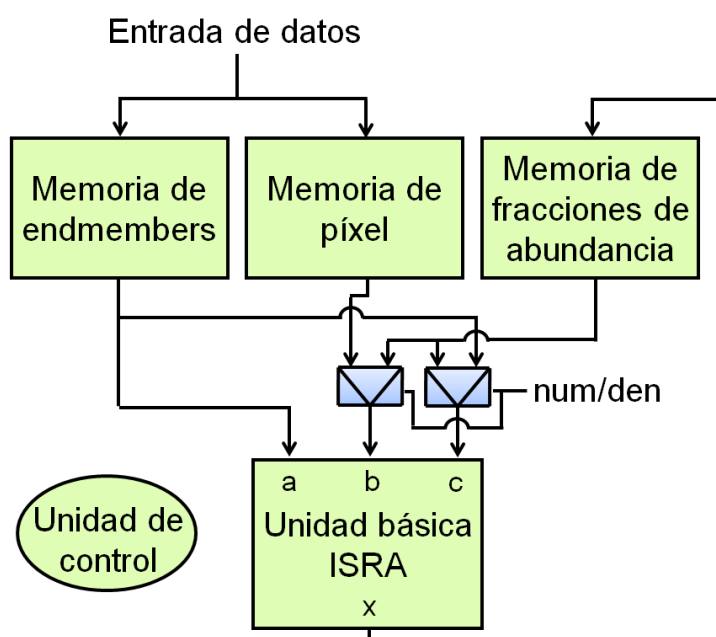 Entrada de datos
Memoria de
endmembers
Memoria de
píxel
Memoria de
fracciones de
abundancia
num/den
a b c
Unidad básica
ISRA
x
Unidad de
control